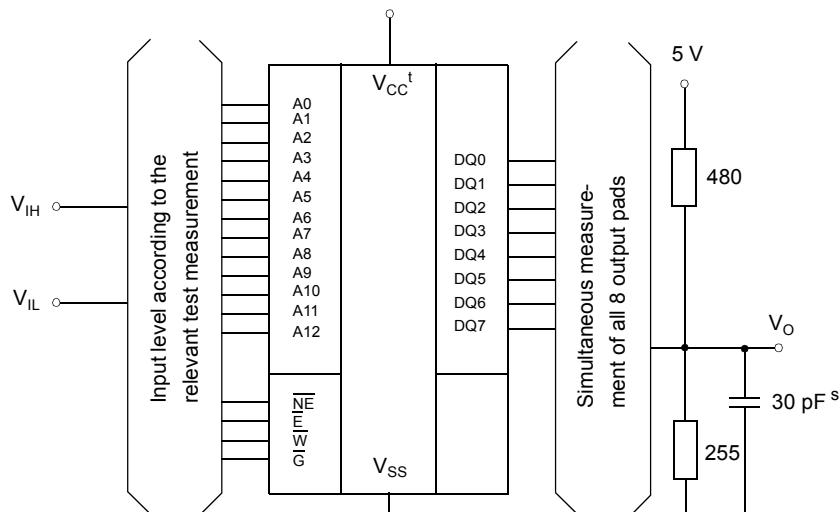 V_CC^t
5 V
A0
A1
A2
A3
A4
A5
A6
A7
A8
A9
A10
A11
A12
N̅E̅
E̅
W̅
G̅
V_IH
V_IL
Input level according to the
relevant test measurement
DQ0
DQ1
DQ2
DQ3
DQ4
DQ5
DQ6
DQ7
V_SS
Simultaneous measure-
ment of all 8 output pads
480
V_O
30 pF^s
255